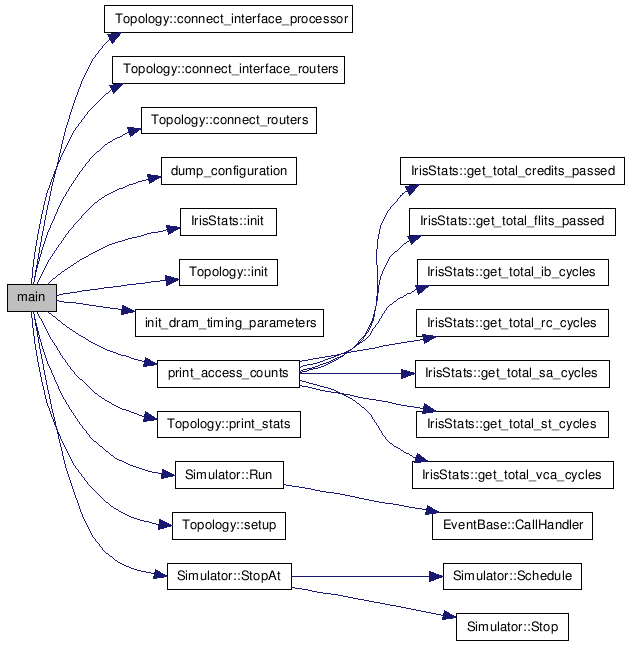 Topology::connect_interface_processor
Topology::connect_interface_routers
Topology::connect_routers
dump_configuration
IrisStats::get_total_credits_passed
IrisStats::init
IrisStats::get_total_flits_passed
Topology::init
IrisStats::get_total_ib_cycles
main
init_dram_timing_parameters
IrisStats::get_total_rc_cycles
print_access_counts
IrisStats::get_total_sa_cycles
Topology::print_stats
IrisStats::get_total_st_cycles
Simulator::Run
IrisStats::get_total_vca_cycles
Topology::setup
EventBase::CallHandler
Simulator::StopAt
Simulator::Schedule
Simulator::Stop